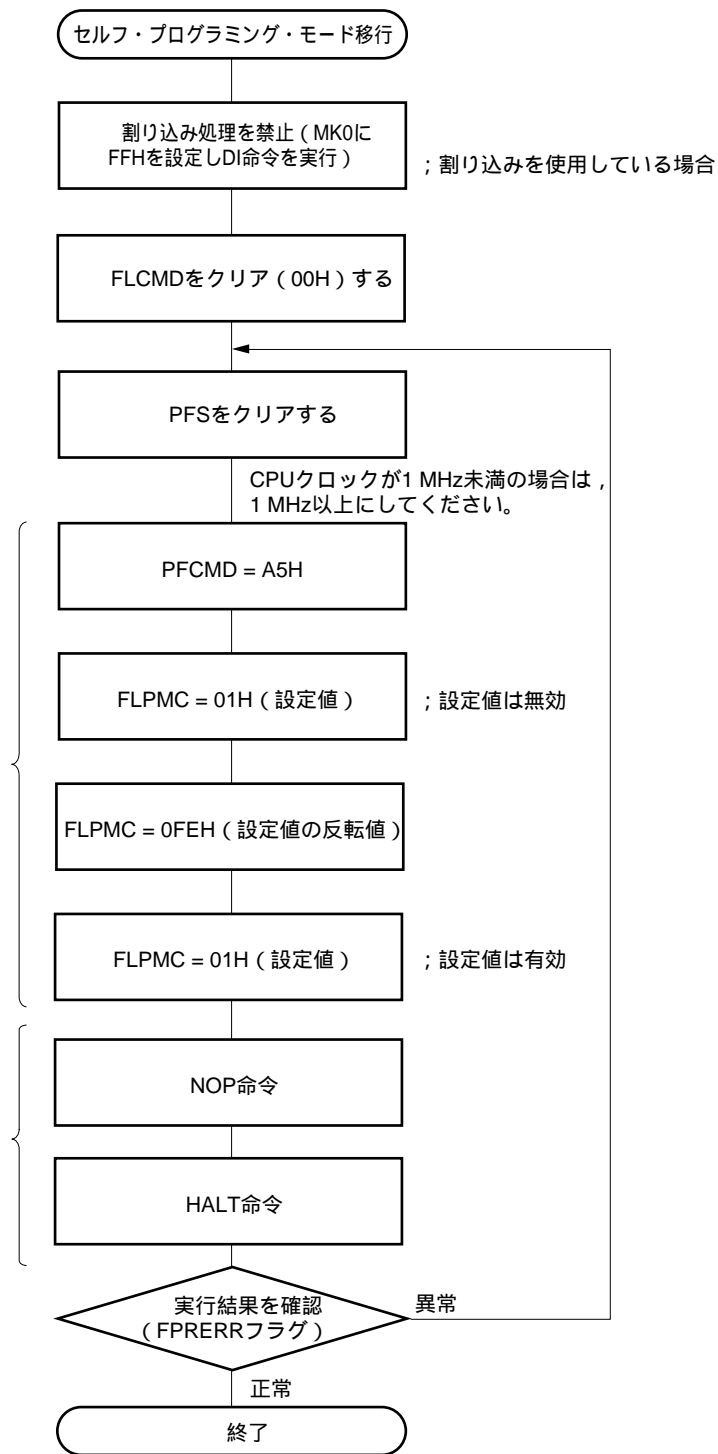 セルフ・プログラミング・モード移行
割り込み処理を禁止（MK0に
FFHを設定しDI命令を実行）
；割り込みを使用している場合
FLCMDをクリア（00H）する
PFSをクリアする
CPUクロックが1 MHz未満の場合は，
1 MHz以上にしてください。
PFCMD = A5H
FLPMC = 01H（設定値）
；設定値は無効
FLPMC = 0FEH（設定値の反転値）
FLPMC = 01H（設定値）
；設定値は有効
NOP命令
HALT命令
実行結果を確認
（FPRERRフラグ）
異常
正常
終了